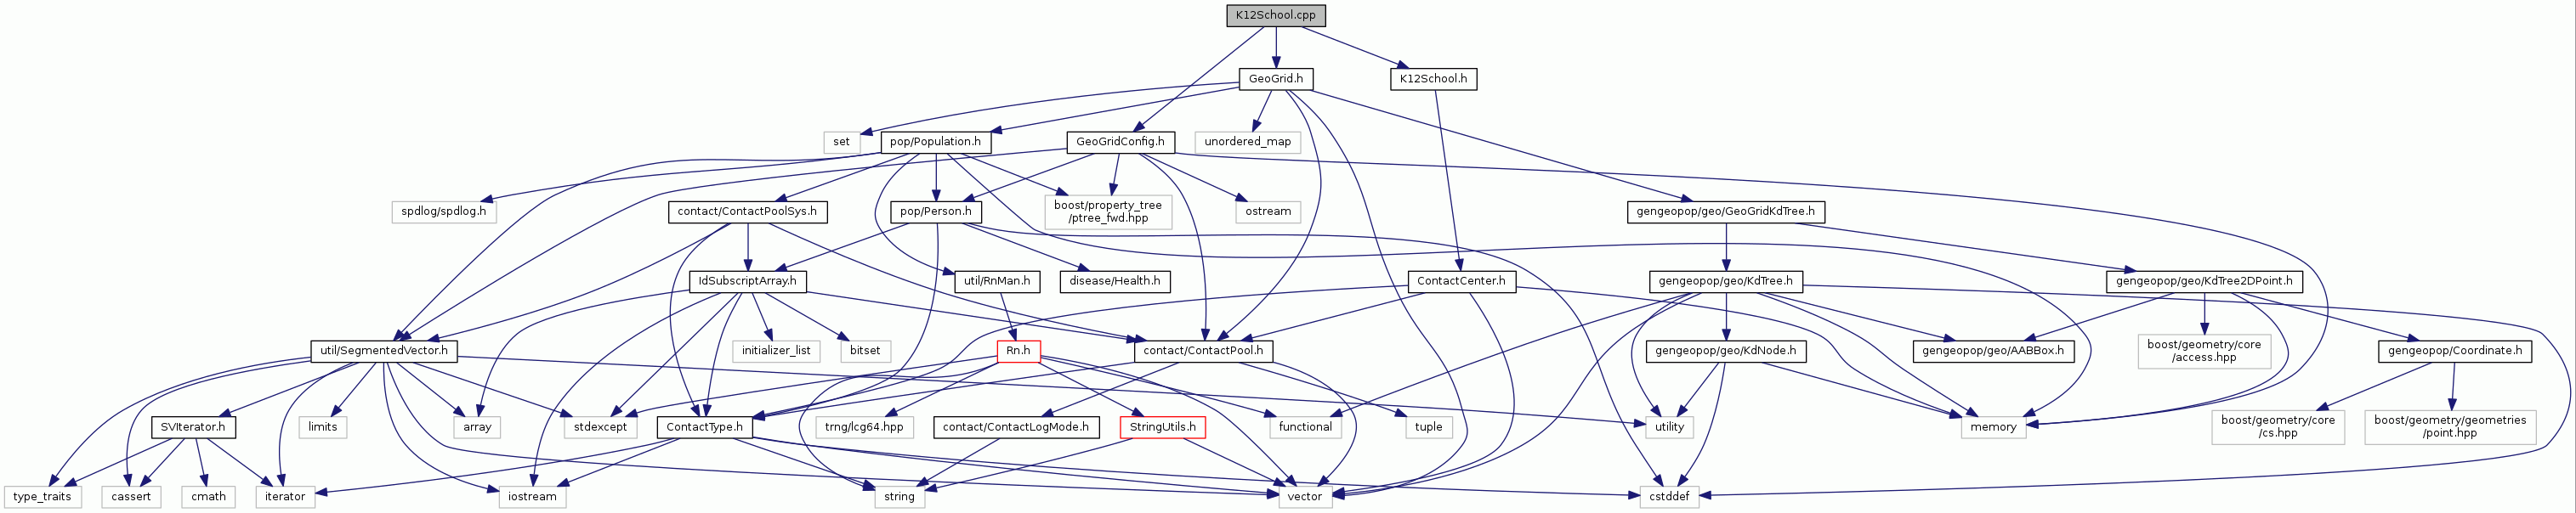 K12School.cpp
GeoGrid.h
K12School.h
set
pop/Population.h
GeoGridConfig.h
unordered_map
spdlog/spdlog.h
contact/ContactPoolSys.h
pop/Person.h
boost/property_tree
/ptree_fwd.hpp
ostream
gengeopop/geo/GeoGridKdTree.h
IdSubscriptArray.h
util/RnMan.h
disease/Health.h
ContactCenter.h
gengeopop/geo/KdTree.h
gengeopop/geo/KdTree2DPoint.h
util/SegmentedVector.h
initializer_list
bitset
Rn.h
contact/ContactPool.h
gengeopop/geo/KdNode.h
gengeopop/geo/AABBox.h
boost/geometry/core
/access.hpp
gengeopop/Coordinate.h
SVIterator.h
limits
array
stdexcept
ContactType.h
trng/lcg64.hpp
contact/ContactLogMode.h
StringUtils.h
functional
tuple
utility
memory
boost/geometry/core
/cs.hpp
boost/geometry/geometries
/point.hpp
type_traits
cassert
cmath
iterator
iostream
string
vector
cstddef